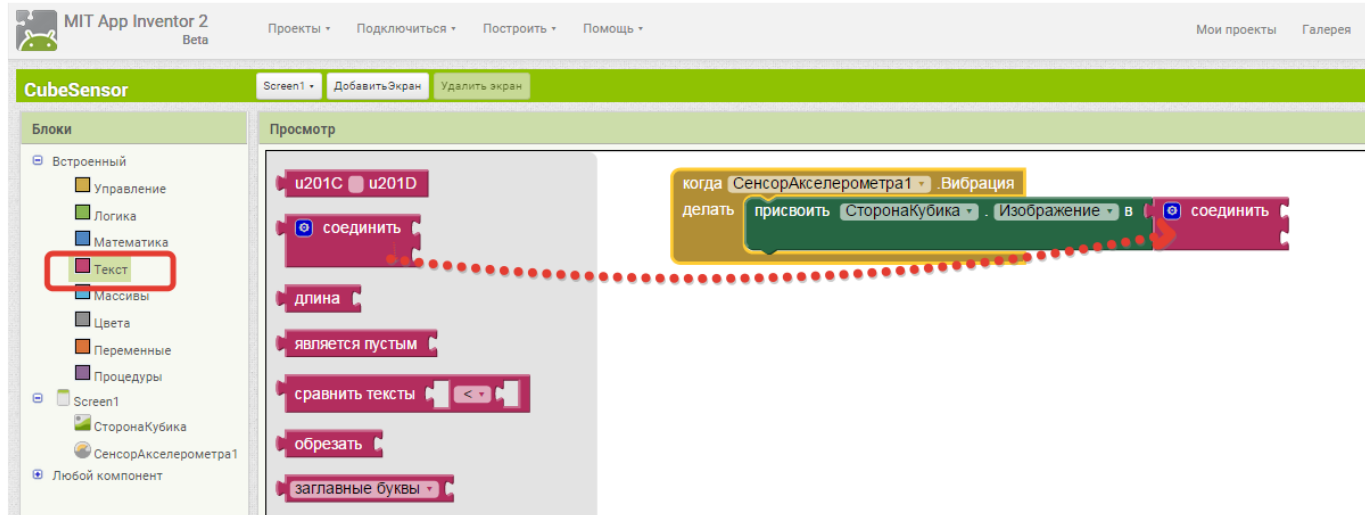 MIT App Inventor 2
Beta
Проекты Подключиться Построить Помощь
Мои проекты Галерея
CubeSensor
Screen1 ДобавитьЭкран Удалить экран
Блоки
Просмотр
Встроенный
Управление
Логика
Математика
Текст
Массивы
Цвета
Переменные
Процедуры
Screen1
СторонаКубика
СенсорАкселерометра1
Любой компонент
u201C u201D
соединить
длина
является пустым
сравнить тексты <
обрезать
заглавные буквы
когда СенсорАкселерометра1 .Вибрация
делать присвоить СторонаКубика . Изображение в соединить